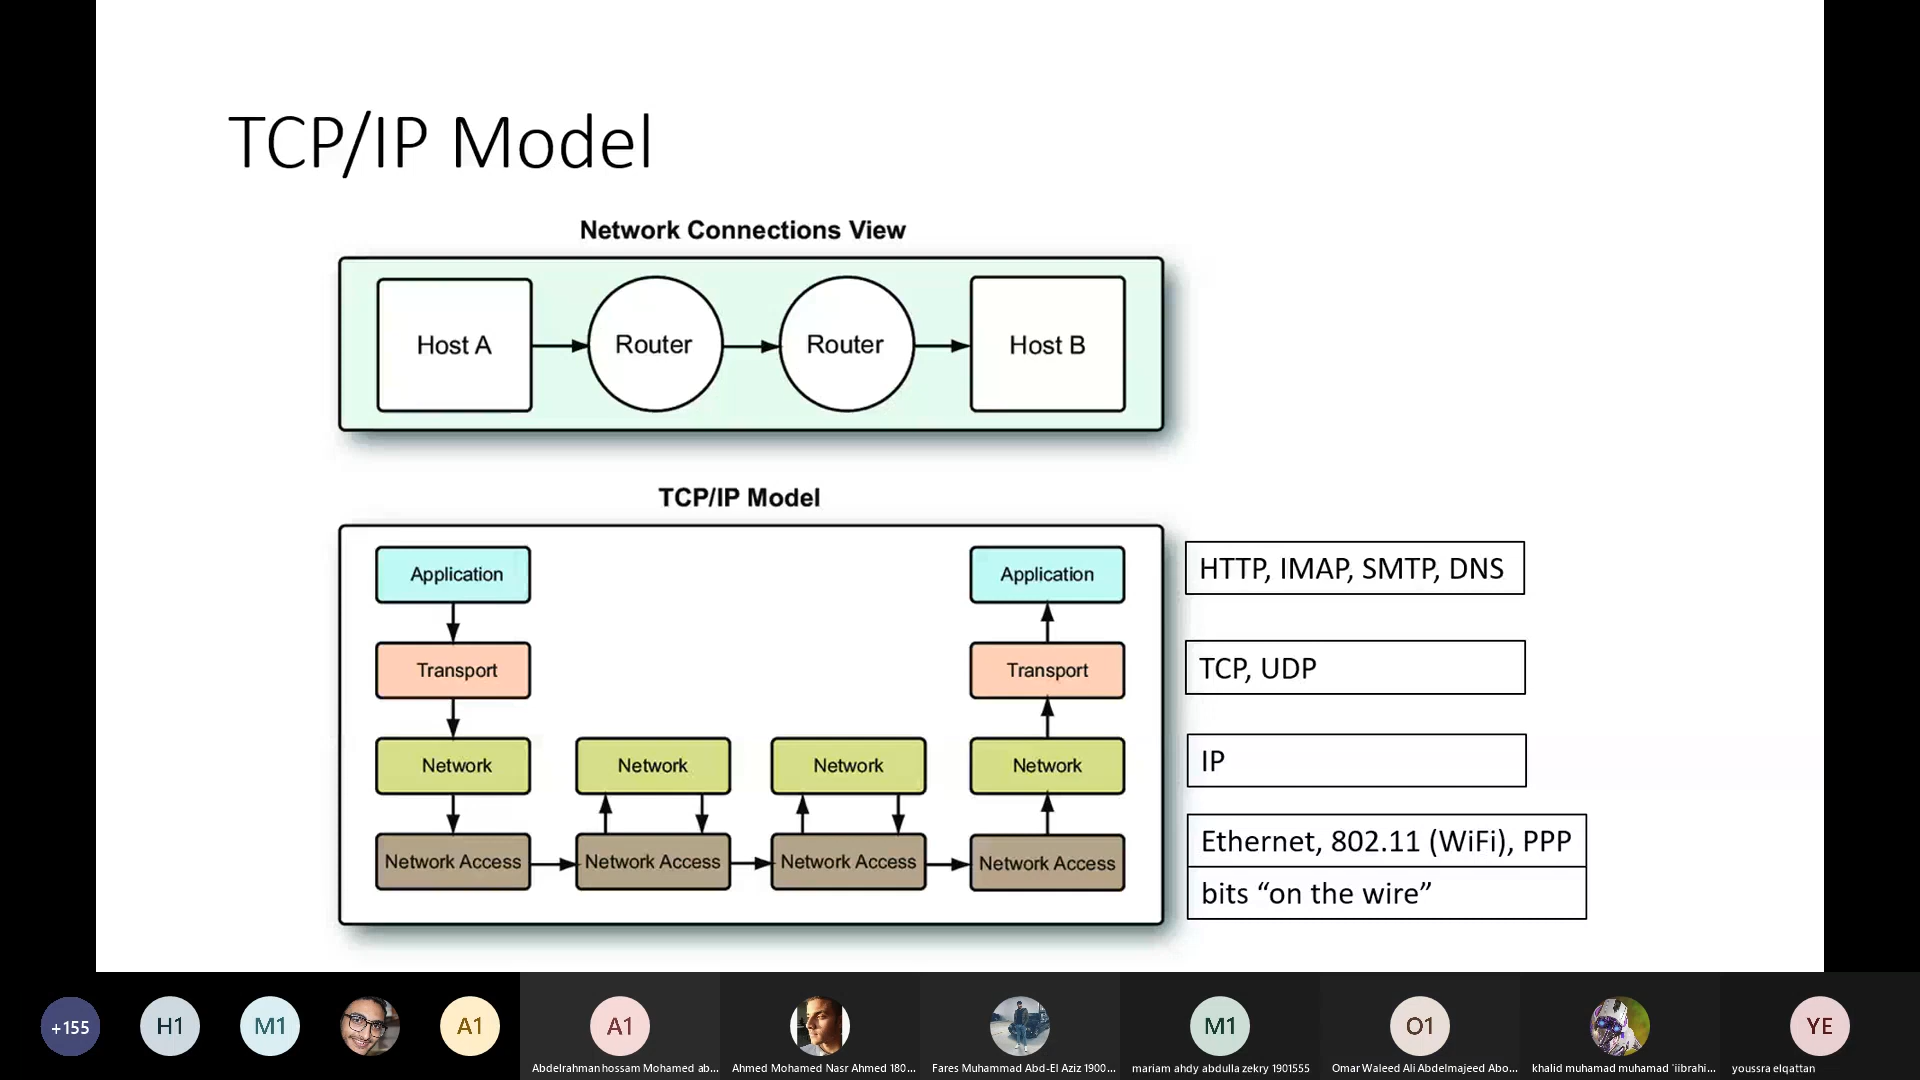 TCP/IP Model
Network Connections View
Host A
Router
Router
Host B
TCP/IP Model
Application
Application
HTTP, IMAP, SMTP, DNS
Transport
Transport
TCP, UDP
Network
Network
Network
Network
IP
Network Access
Network Access
Network Access
Network Access
Ethernet, 802.11 (WiFi), PPP
bits “on the wire”
+155
H1
M1
A1
A1
M1
O1
YE
Abdelrahman hossam Mohamed ab...
Ahmed Mohamed Nasr Ahmed 180...
Fares Muhammad Abd-El Aziz 1900...
mariam ahdy abdulla zekry 1901555
Omar Waleed Ali Abdelmajeed Abo...
khalid muhamad muhamad `iibrahi...
youssra elqattan